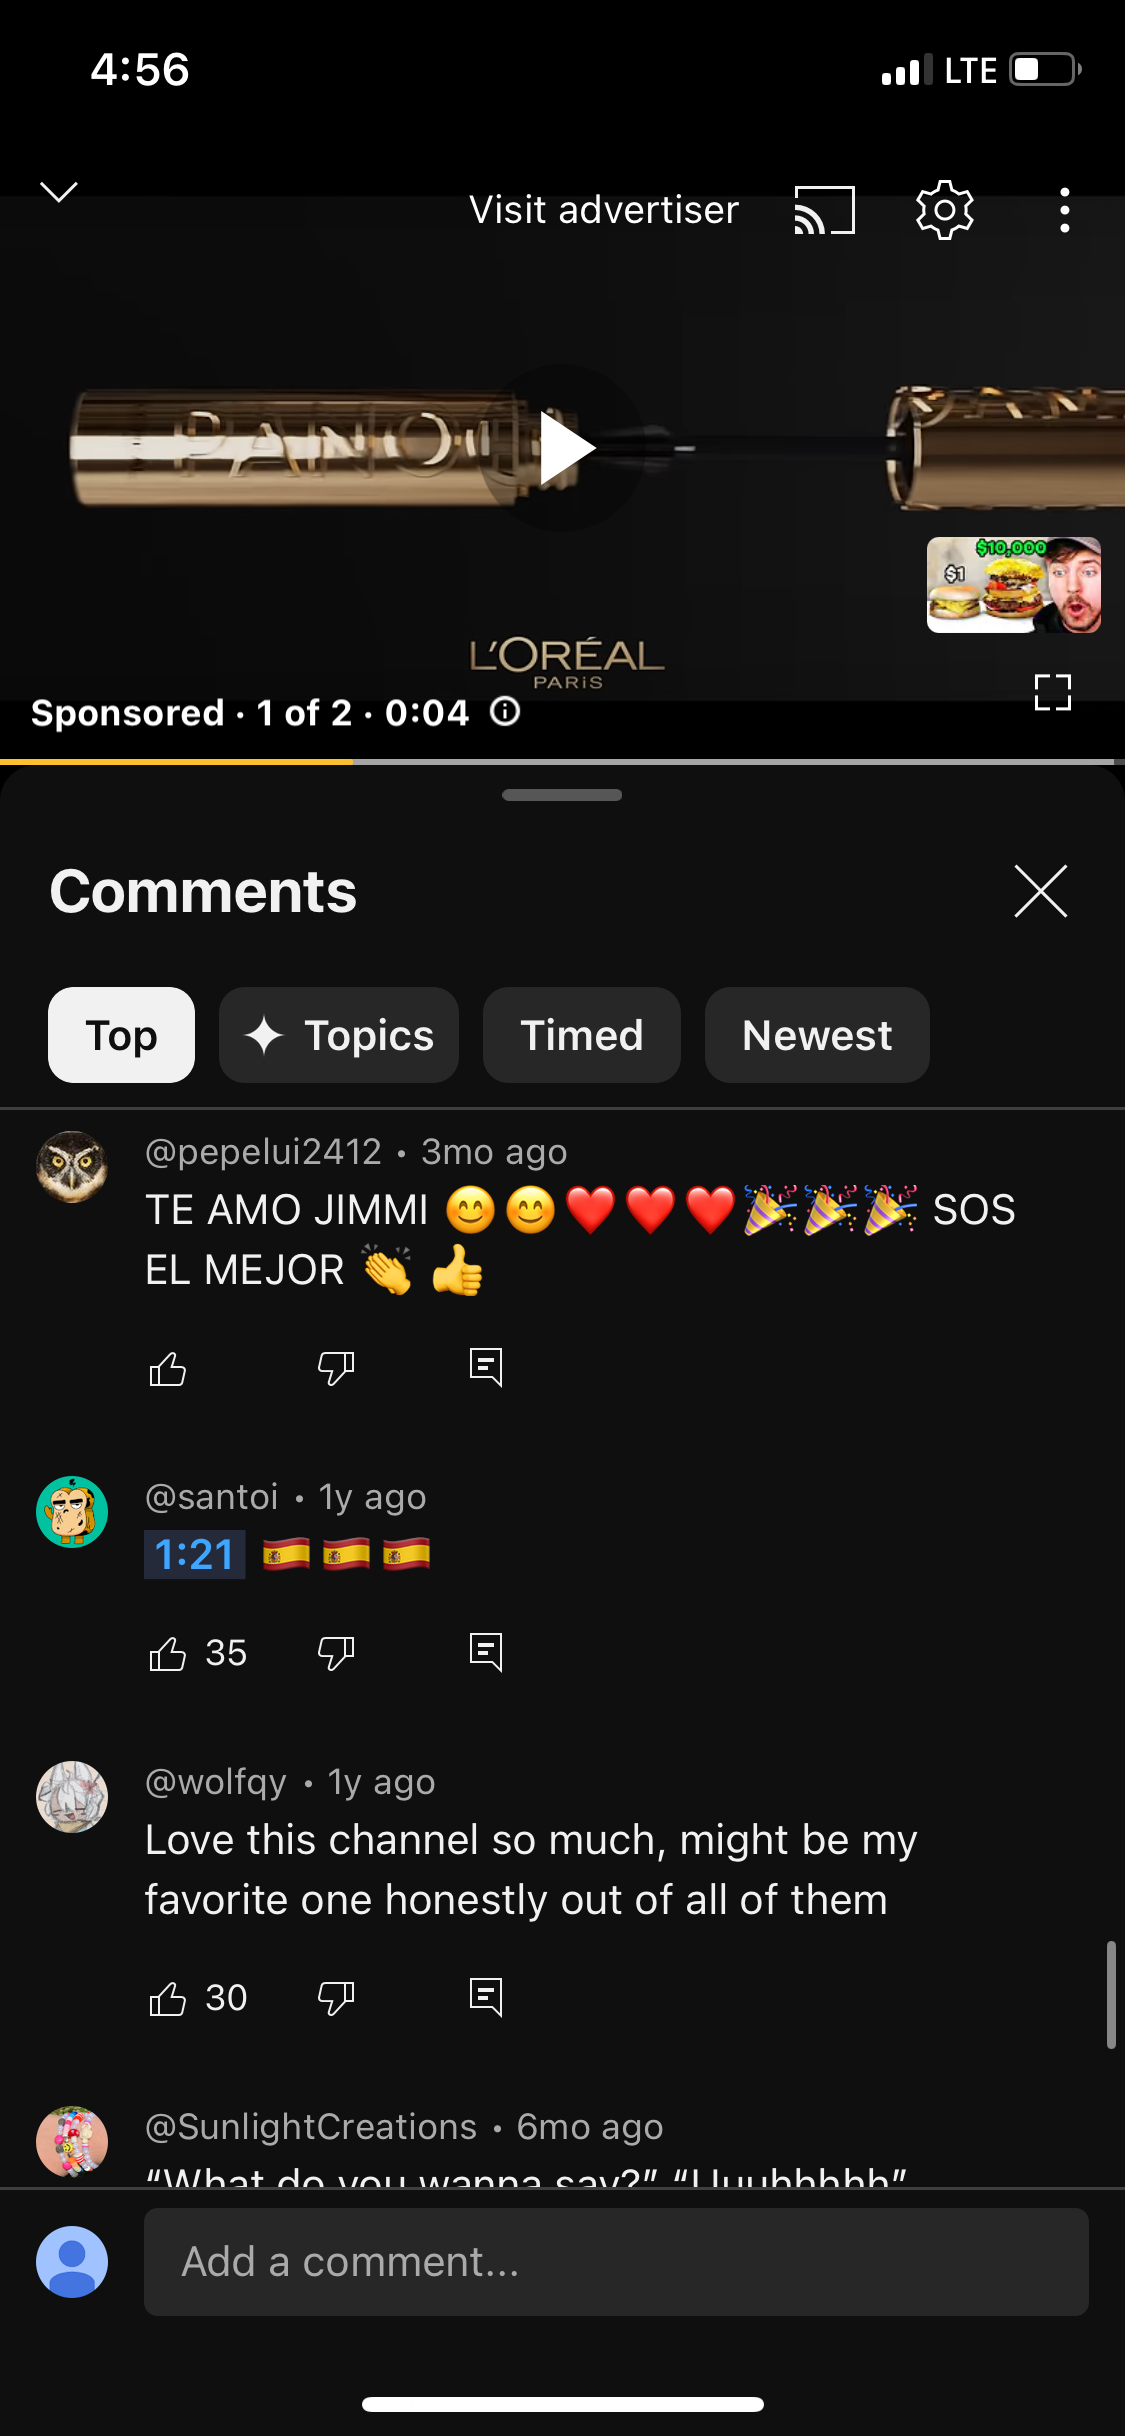 4:56
LTE
Visit advertiser
PANO
$10,000
$1
L'ORÉAL
PARiS
Sponsored · 1 of 2 · 0:04
Comments
Top
Topics
Timed
Newest
@pepelui2412 · 3mo ago
TE AMO JIMMI 😊😊❤️❤️❤️🎉🎉🎉 SOS
EL MEJOR 👏 👍
@santoi · 1y ago
1:21 🇪🇸🇪🇸🇪🇸
35
@wolfqy · 1y ago
Love this channel so much, might be my
favorite one honestly out of all of them
30
@SunlightCreations · 6mo ago
“What do you wanna say?” “Uuuhhhhh”
Add a comment...